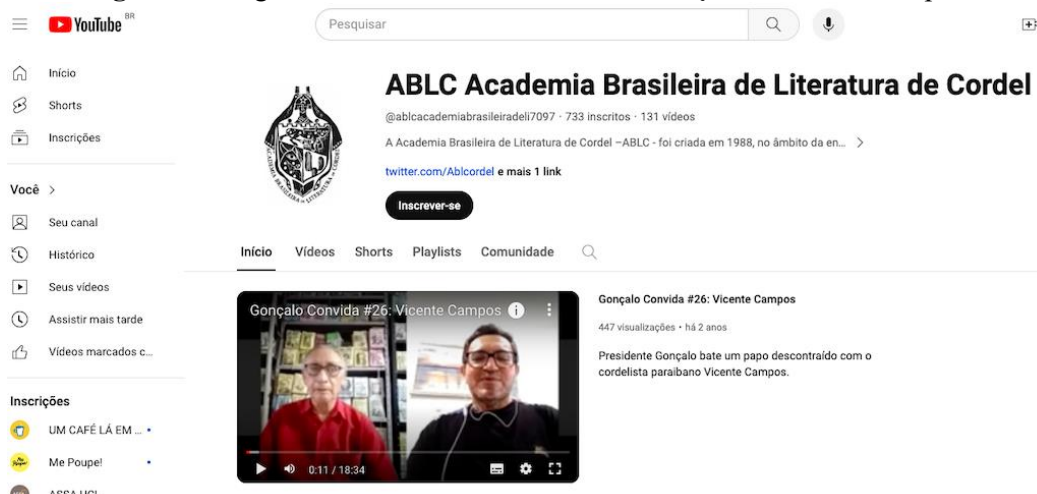 YouTube BR
Pesquisar
Início
Shorts
Inscrições
Você
Seu canal
Histórico
Seus vídeos
Assistir mais tarde
Vídeos marcados c...
Inscrições
UM CAFÉ LÁ EM ...
Me Poupe!
ABLC Academia Brasileira de Literatura de Cordel
@ablcacademiabrasileiradeli7097 · 733 inscritos · 131 vídeos
A Academia Brasileira de Literatura de Cordel –ABLC - foi criada em 1988, no âmbito da en...
twitter.com/Ablcordel e mais 1 link
Inscrever-se
Início Vídeos Shorts Playlists Comunidade
Gonçalo Convida #26: Vicente Campos
0:11 / 18:34
Gonçalo Convida #26: Vicente Campos
447 visualizações • há 2 anos
Presidente Gonçalo bate um papo descontraído com o
cordelista paraibano Vicente Campos.